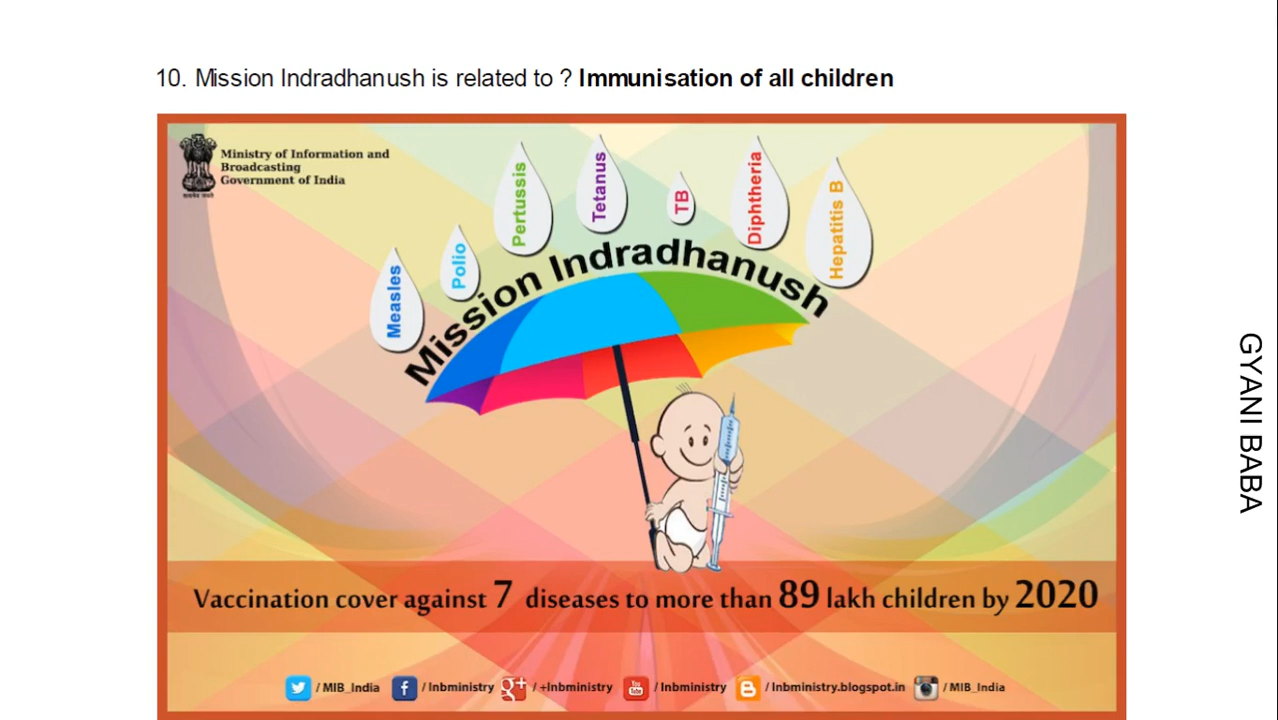 10. Mission Indradhanush is related to ? Immunisation of all children
Ministry of Information and
Broadcasting
Government of India
Measles
Polio
Pertussis
Tetanus
TB
Diphtheria
Hepatitis B
Mission Indradhanush
Vaccination cover against 7 diseases to more than 89 lakh children by 2020
/ MIB_India / Inbministry / +Inbministry / Inbministry / Inbministry.blogspot.in / MIB_India
GYANI BABA